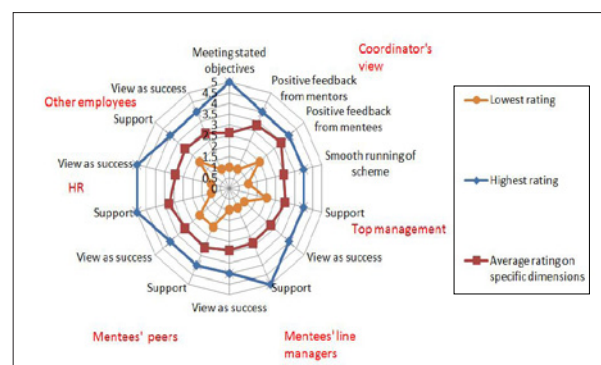 Coordinator's
view
Meeting stated
objectives
Positive feedback
from mentors
Positive feedback
from mentees
Smooth running of
scheme
Support
Top management
View as success
Support
Mentees' line
managers
View as success
Support
Mentees' peers
View as success
Support
HR
View as success
Support
Other employees
View as success
5
4.5
4
3.5
3
2.5
2
1.5
1
0.5
0
Lowest rating
Highest rating
Average rating on
specific dimensions